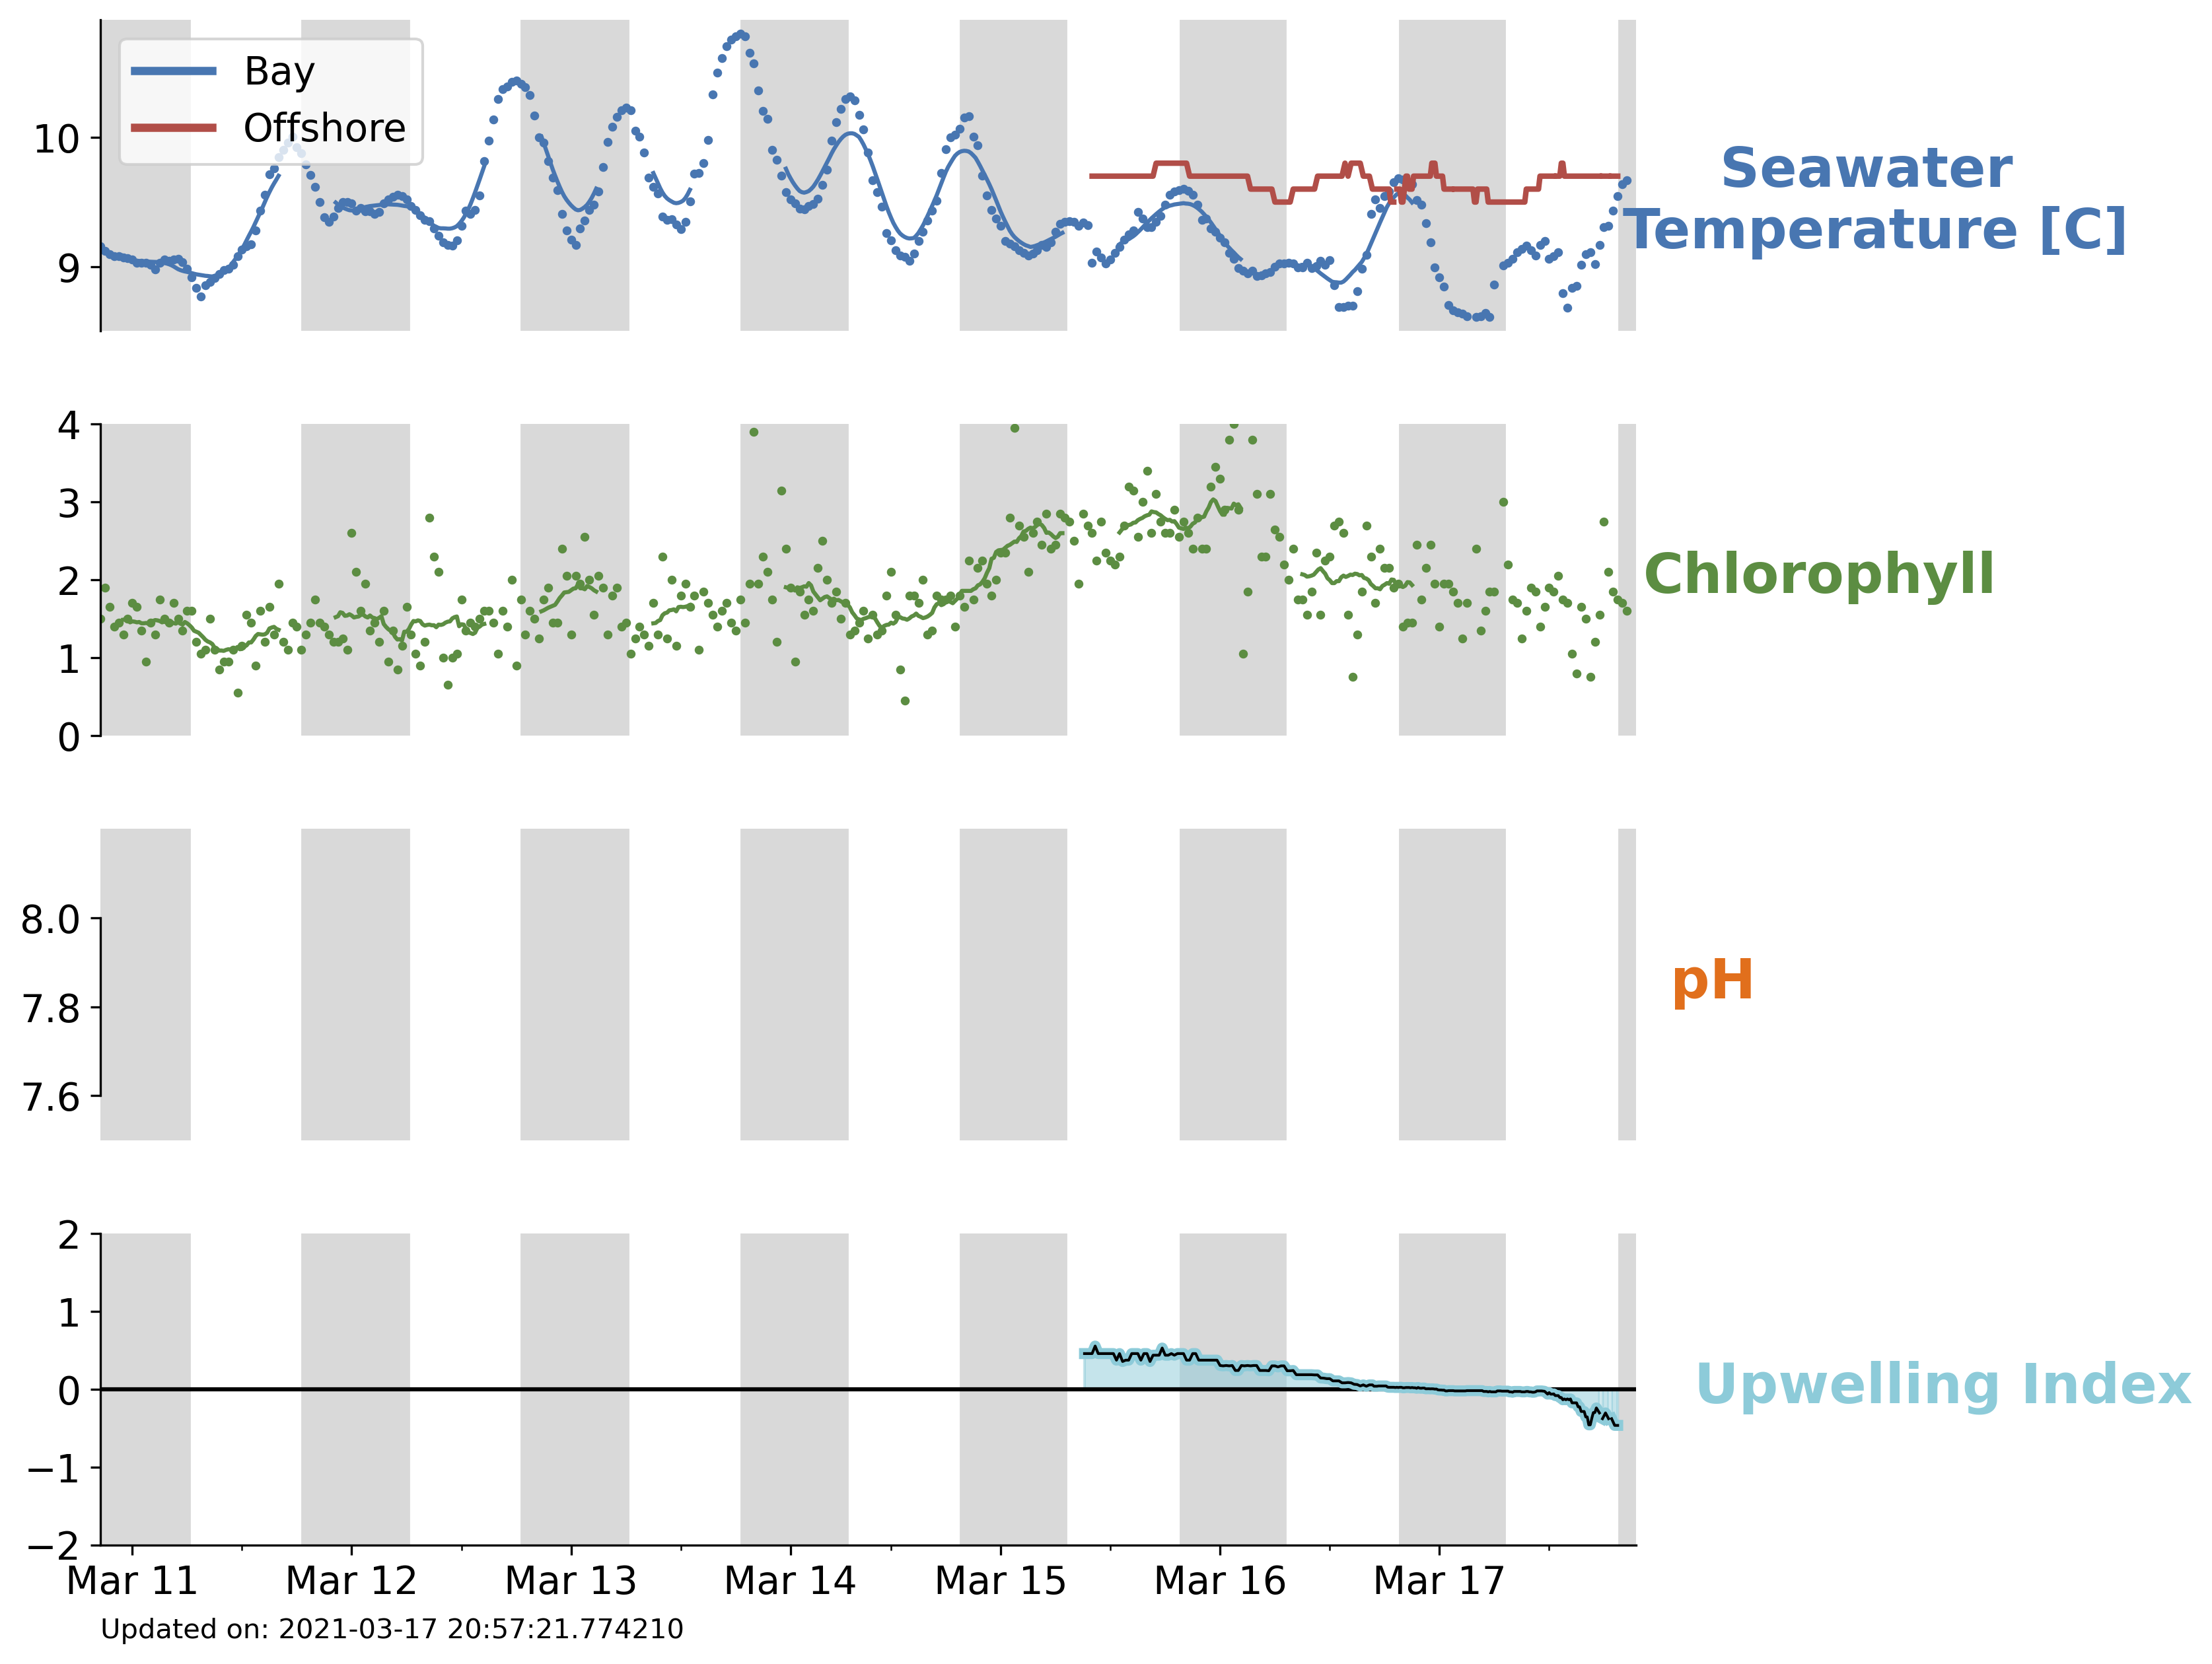 Bay
Offshore
10
9
Seawater
Temperature [C]
4
3
2
1
0
Chlorophyll
8.0
7.8
7.6
pH
2
1
0
−1
−2
Upwelling Index
Mar 11 Mar 12 Mar 13 Mar 14 Mar 15 Mar 16 Mar 17
Updated on: 2021-03-17 20:57:21.774210